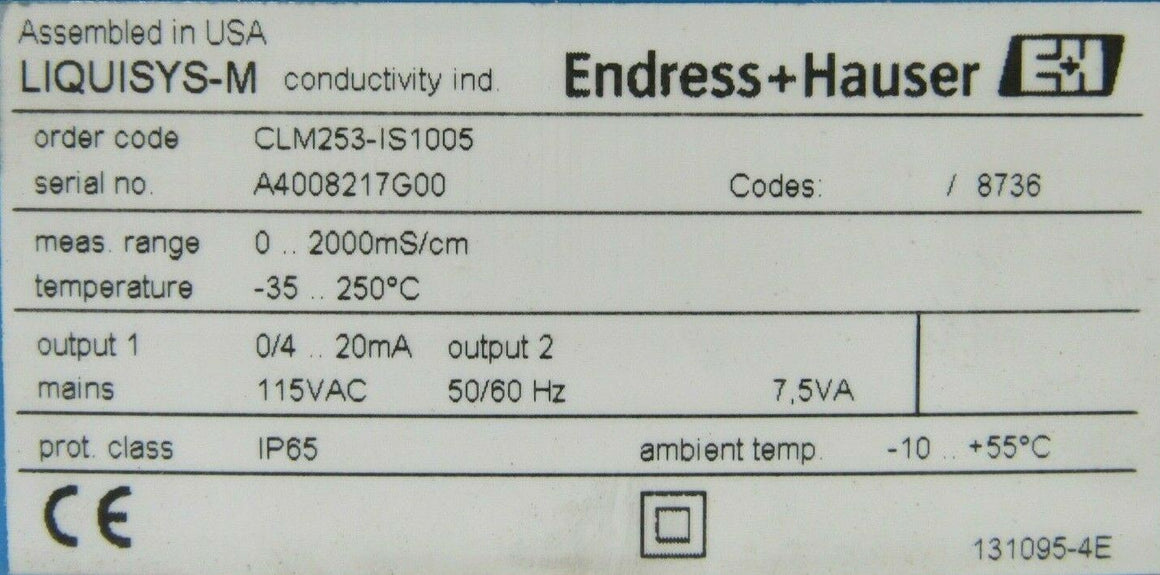 Assembled in USA
LIQUISYS-M conductivity ind. Endress+Hauser E+H
order code CLM253-IS1005
serial no. A4008217G00 Codes: / 8736
meas. range 0 .. 2000mS/cm
temperature -35 .. 250°C
output 1 0/4 .. 20mA output 2
mains 115VAC 50/60 Hz 7,5VA
prot. class IP65 ambient temp. -10 .. +55°C
CE 131095-4E